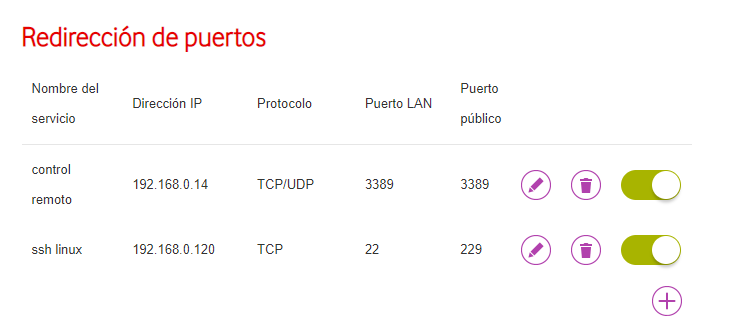 Redirección de puertos
Nombre del servicio Dirección IP Protocolo Puerto LAN Puerto público
control remoto 192.168.0.14 TCP/UDP 3389 3389
ssh linux 192.168.0.120 TCP 22 229